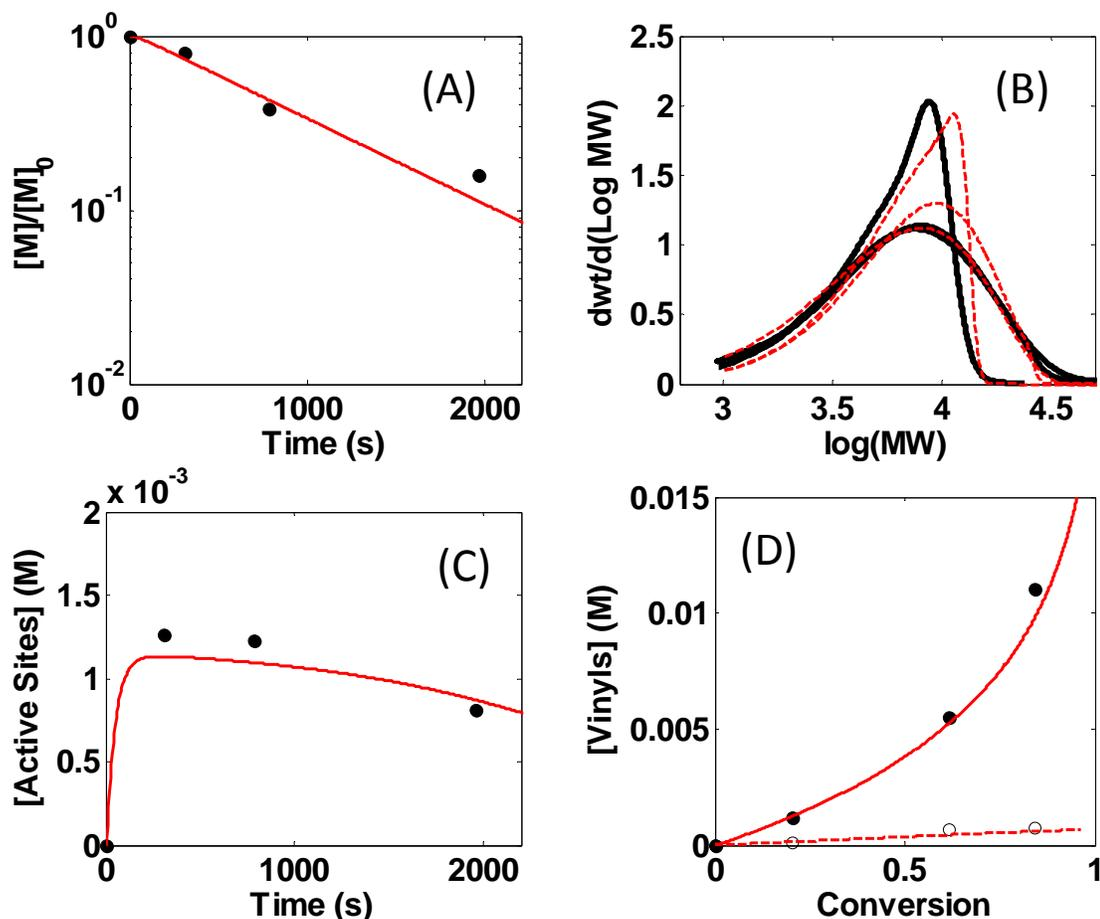 10^0
10^-1
10^-2
[M]/[M]_0
(A)
0 1000 2000
Time (s)
2.5
2
1.5
1
0.5
0
dwt/d(Log MW)
(B)
3 3.5 4 4.5
log(MW)
x 10^-3
2
1.5
1
0.5
0
[Active Sites] (M)
(C)
0 1000 2000
Time (s)
0.015
0.01
0.005
0
[Vinyls] (M)
(D)
0 0.5 1
Conversion